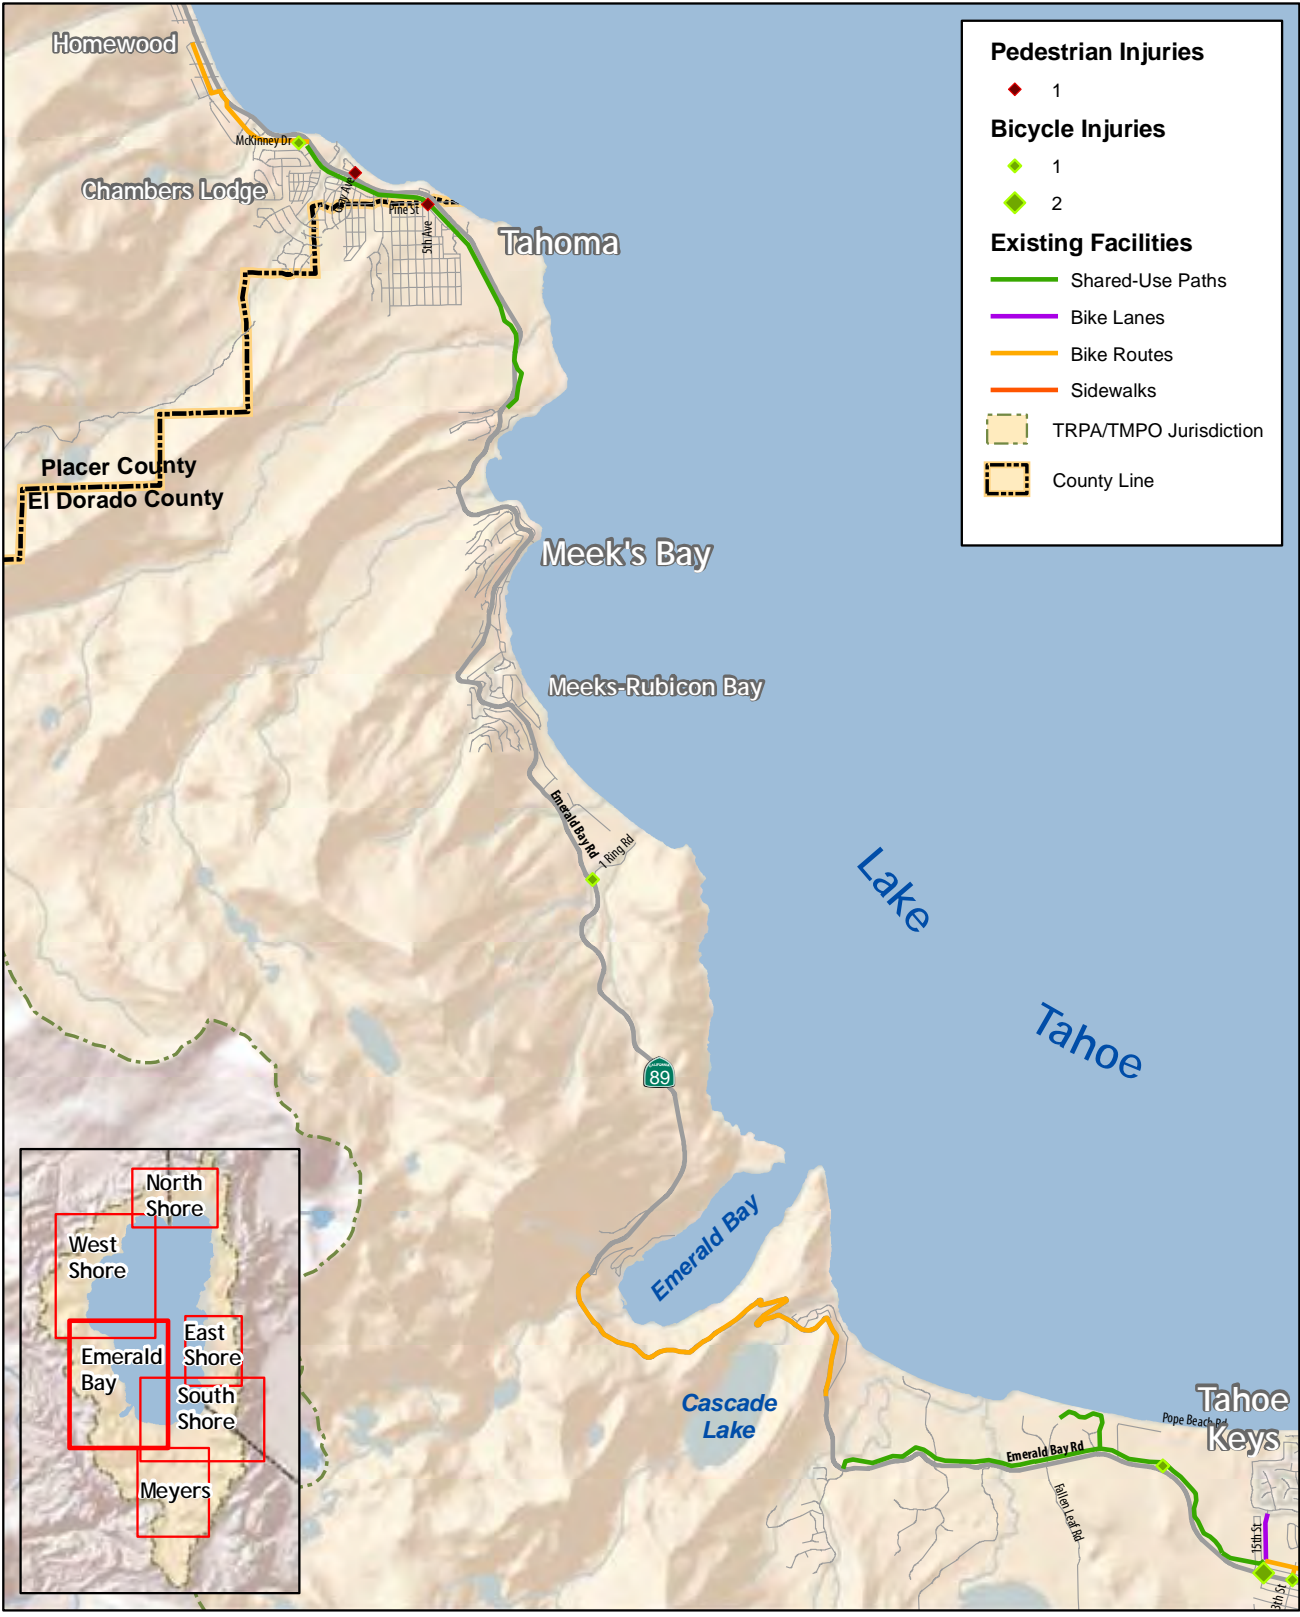 Homewood
McKinney Dr
Chambers Lodge
Pine St
5th Ave
Tahoma
Placer County
El Dorado County
Meek's Bay
Meeks-Rubicon Bay
Emerald Bay Rd
1 Ring Rd
Lake
Tahoe
CALIFORNIA
89
Emerald Bay
Cascade
Lake
Tahoe
Keys
Pope Beach Rd
Emerald Bay Rd
Fallen Leaf Rd
15th St
Pedestrian Injuries
1
Bicycle Injuries
1
2
Existing Facilities
Shared-Use Paths
Bike Lanes
Bike Routes
Sidewalks
TRPA/TMPO Jurisdiction
County Line
North
Shore
West
Shore
East
Shore
Emerald
Bay
South
Shore
Meyers